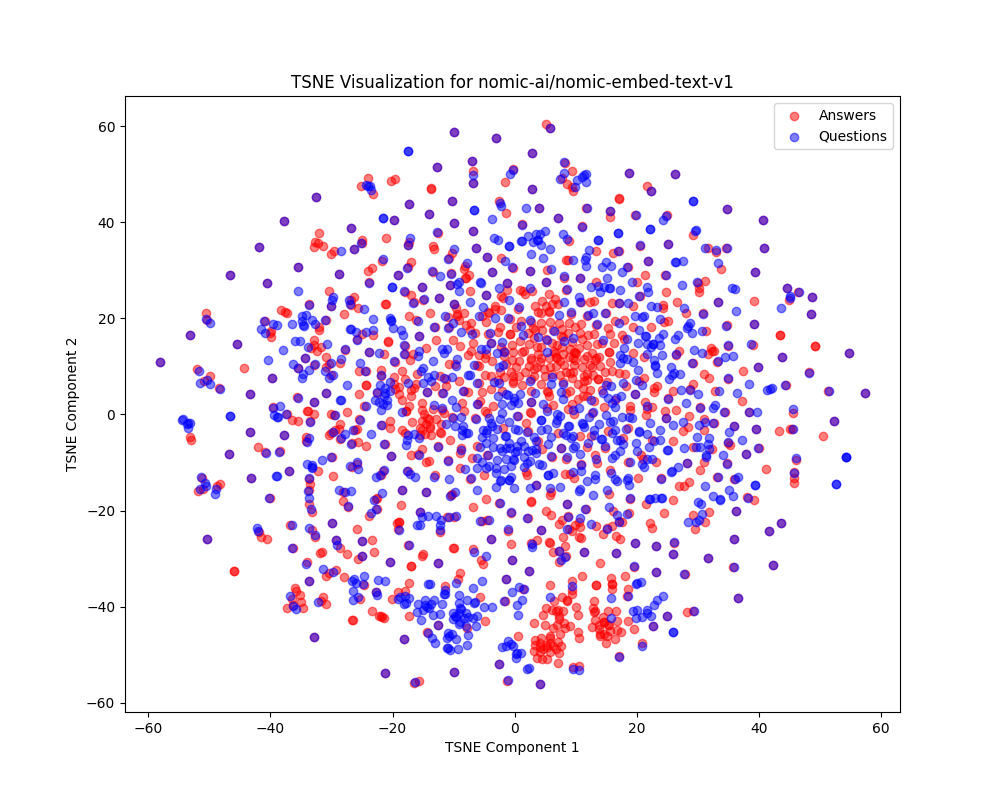 TSNE Visualization for nomic-ai/nomic-embed-text-v1
Answers
Questions
60
40
20
0
−20
−40
−60
TSNE Component 2
−60
−40
−20
0
20
40
60
TSNE Component 1